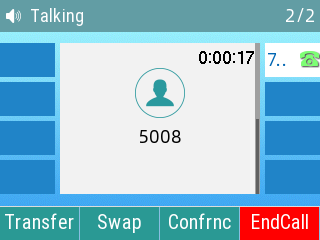 Talking 2/2
0:00:17 7..
5008
Transfer Swap Confrnc EndCall